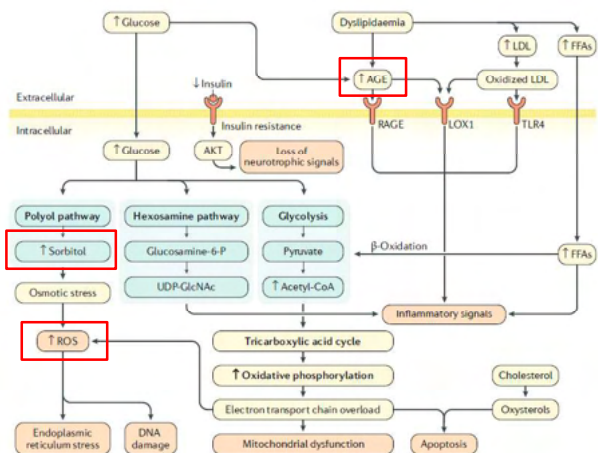 ↑Glucose
Dyslipidaemia
↑LDL
↑FFAs
↑AGE
Oxidized LDL
↓Insulin
Extracellular
Intracellular
Insulin resistance
RAGE
LOX1
TLR4
↑Glucose
AKT
Loss of
neurotrophic signals
Polyol pathway
Hexosamine pathway
Glycolysis
↑Sorbitol
Glucosamine-6-P
Pyruvate
β-Oxidation
↑FFAs
Osmotic stress
UDP-GlcNAc
↑Acetyl-CoA
Inflammatory signals
↑ROS
Tricarboxylic acid cycle
↑Oxidative phosphorylation
Cholesterol
Electron transport chain overload
Oxysterols
Endoplasmic
reticulum stress
DNA
damage
Mitochondrial dysfunction
Apoptosis